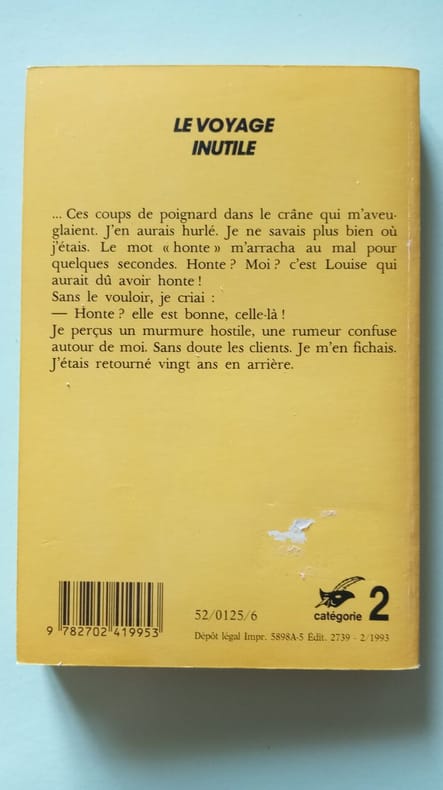 LE VOYAGE
INUTILE
... Ces coups de poignard dans le crâne qui m'aveu-
glaient. J'en aurais hurlé. Je ne savais plus bien où
j'étais. Le mot « honte » m'arracha au mal pour
quelques secondes. Honte ? Moi ? c'est Louise qui
aurait dû avoir honte !
Sans le vouloir, je criai :
— Honte ? elle est bonne, celle-là !
Je perçus un murmure hostile, une rumeur confuse
autour de moi. Sans doute les clients. Je m'en fichais.
J'étais retourné vingt ans en arrière.
9 782702 419953
52/0125/6
catégorie 2
Dépôt légal Impr. 5898A-5 Édit. 2739 - 2/1993